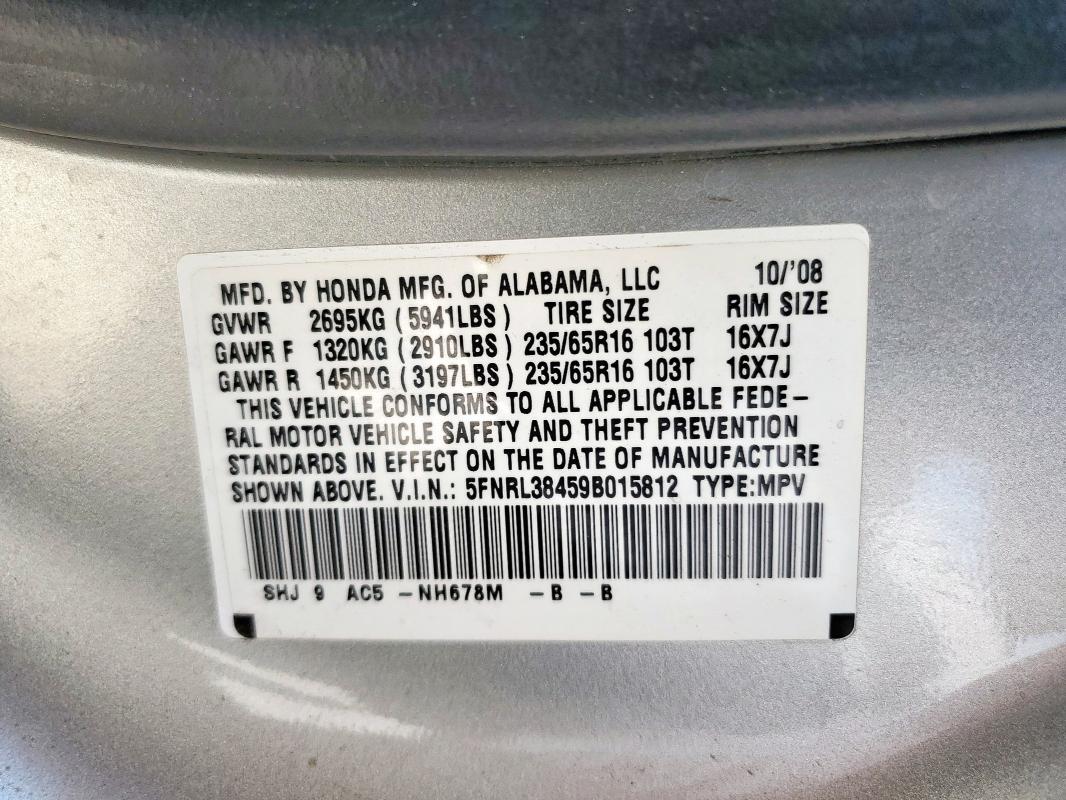 MFD. BY HONDA MFG. OF ALABAMA, LLC 10/'08
GVWR 2695KG (5941LBS) TIRE SIZE RIM SIZE
GAWR F 1320KG (2910LBS) 235/65R16 103T 16X7J
GAWR R 1450KG (3197LBS) 235/65R16 103T 16X7J
THIS VEHICLE CONFORMS TO ALL APPLICABLE FEDE-
RAL MOTOR VEHICLE SAFETY AND THEFT PREVENTION
STANDARDS IN EFFECT ON THE DATE OF MANUFACTURE
SHOWN ABOVE. V.I.N.: 5FNRL38459B015812 TYPE:MPV
SHJ 9 AC5 -NH678M -B -B